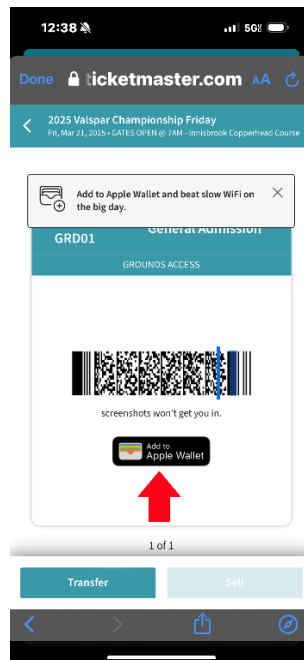 12:38
5G
Done ticketmaster.com AA
2025 Valspar Championship Friday
Fri, Mar 21, 2025 • GATES OPEN @ 7AM - Innisbrook Copperhead Course
Add to Apple Wallet and beat slow WiFi on
the big day.
General Admission
GRD01
GROUNDS ACCESS
screenshots won't get you in.
Add to
Apple Wallet
1 of 1
Transfer
Sell